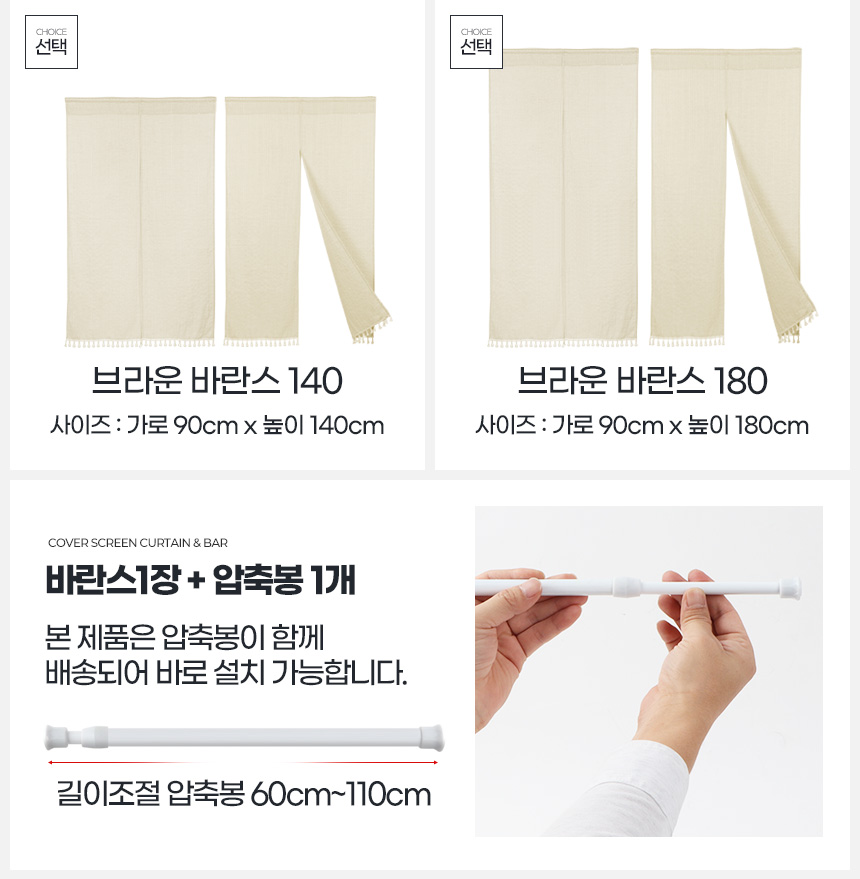 CHOICE
선택
브라운 바란스 140
사이즈 : 가로 90cm x 높이 140cm
CHOICE
선택
브라운 바란스 180
사이즈 : 가로 90cm x 높이 180cm
COVER SCREEN CURTAIN & BAR
바란스1장 + 압축봉 1개
본 제품은 압축봉이 함께
배송되어 바로 설치 가능합니다.
길이조절 압축봉 60cm~110cm